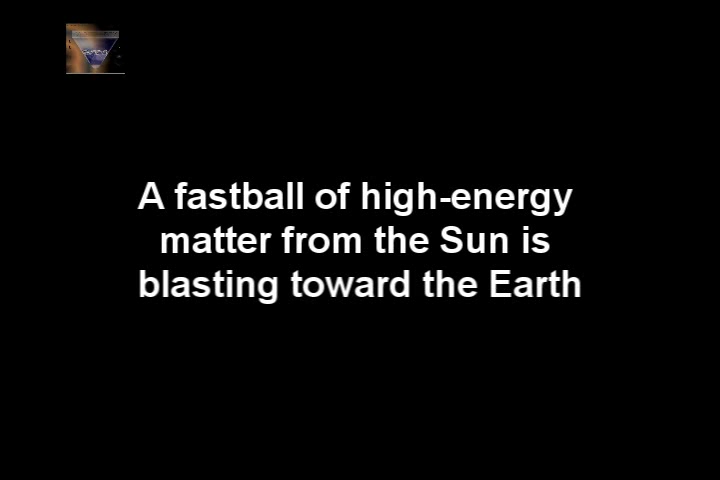 A fastball of high-energy
matter from the Sun is
blasting toward the Earth